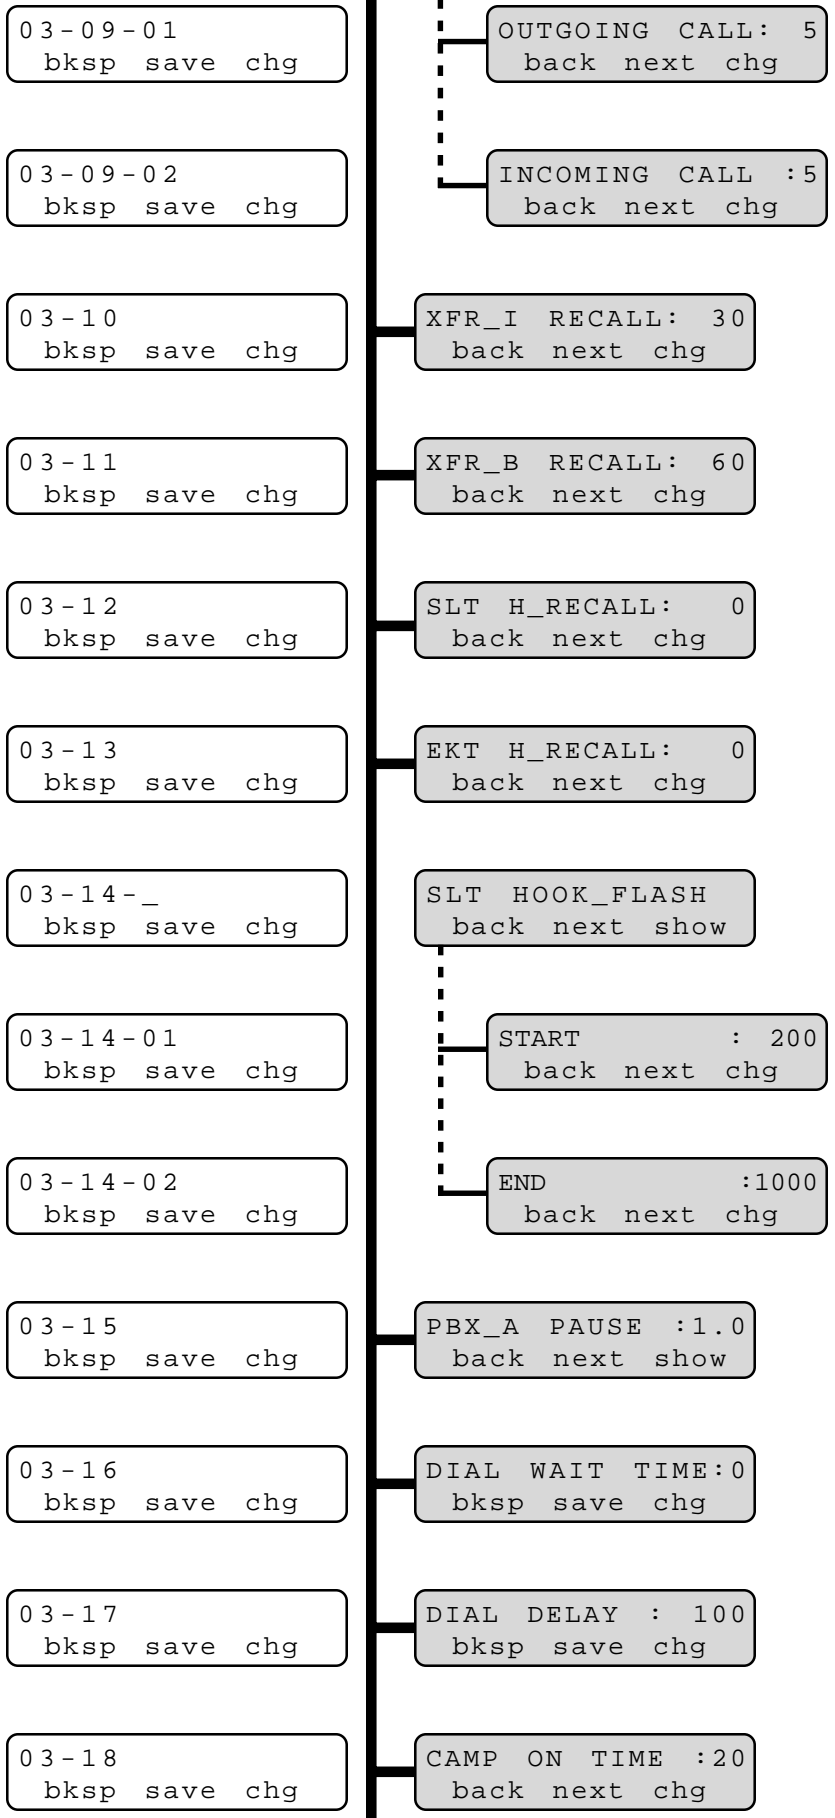 03-09-01
bksp save chg
OUTGOING CALL: 5
back next chg
03-09-02
bksp save chg
INCOMING CALL :5
back next chg
03-10
bksp save chg
XFR_I RECALL: 30
back next chg
03-11
bksp save chg
XFR_B RECALL: 60
back next chg
03-12
bksp save chg
SLT H_RECALL: 0
back next chg
03-13
bksp save chg
EKT H_RECALL: 0
back next chg
03-14-_
bksp save chg
SLT HOOK_FLASH
back next show
03-14-01
bksp save chg
START : 200
back next chg
03-14-02
bksp save chg
END :1000
back next chg
03-15
bksp save chg
PBX_A PAUSE :1.0
back next show
03-16
bksp save chg
DIAL WAIT TIME:0
bksp save chg
03-17
bksp save chg
DIAL DELAY : 100
bksp save chg
03-18
bksp save chg
CAMP ON TIME :20
back next chg